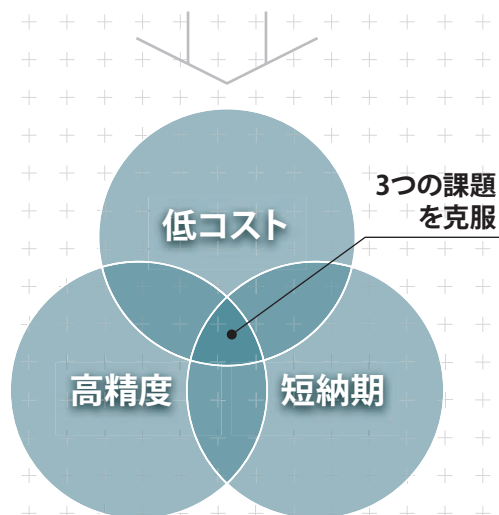 3つの課題
を克服
低コスト
高精度
短納期